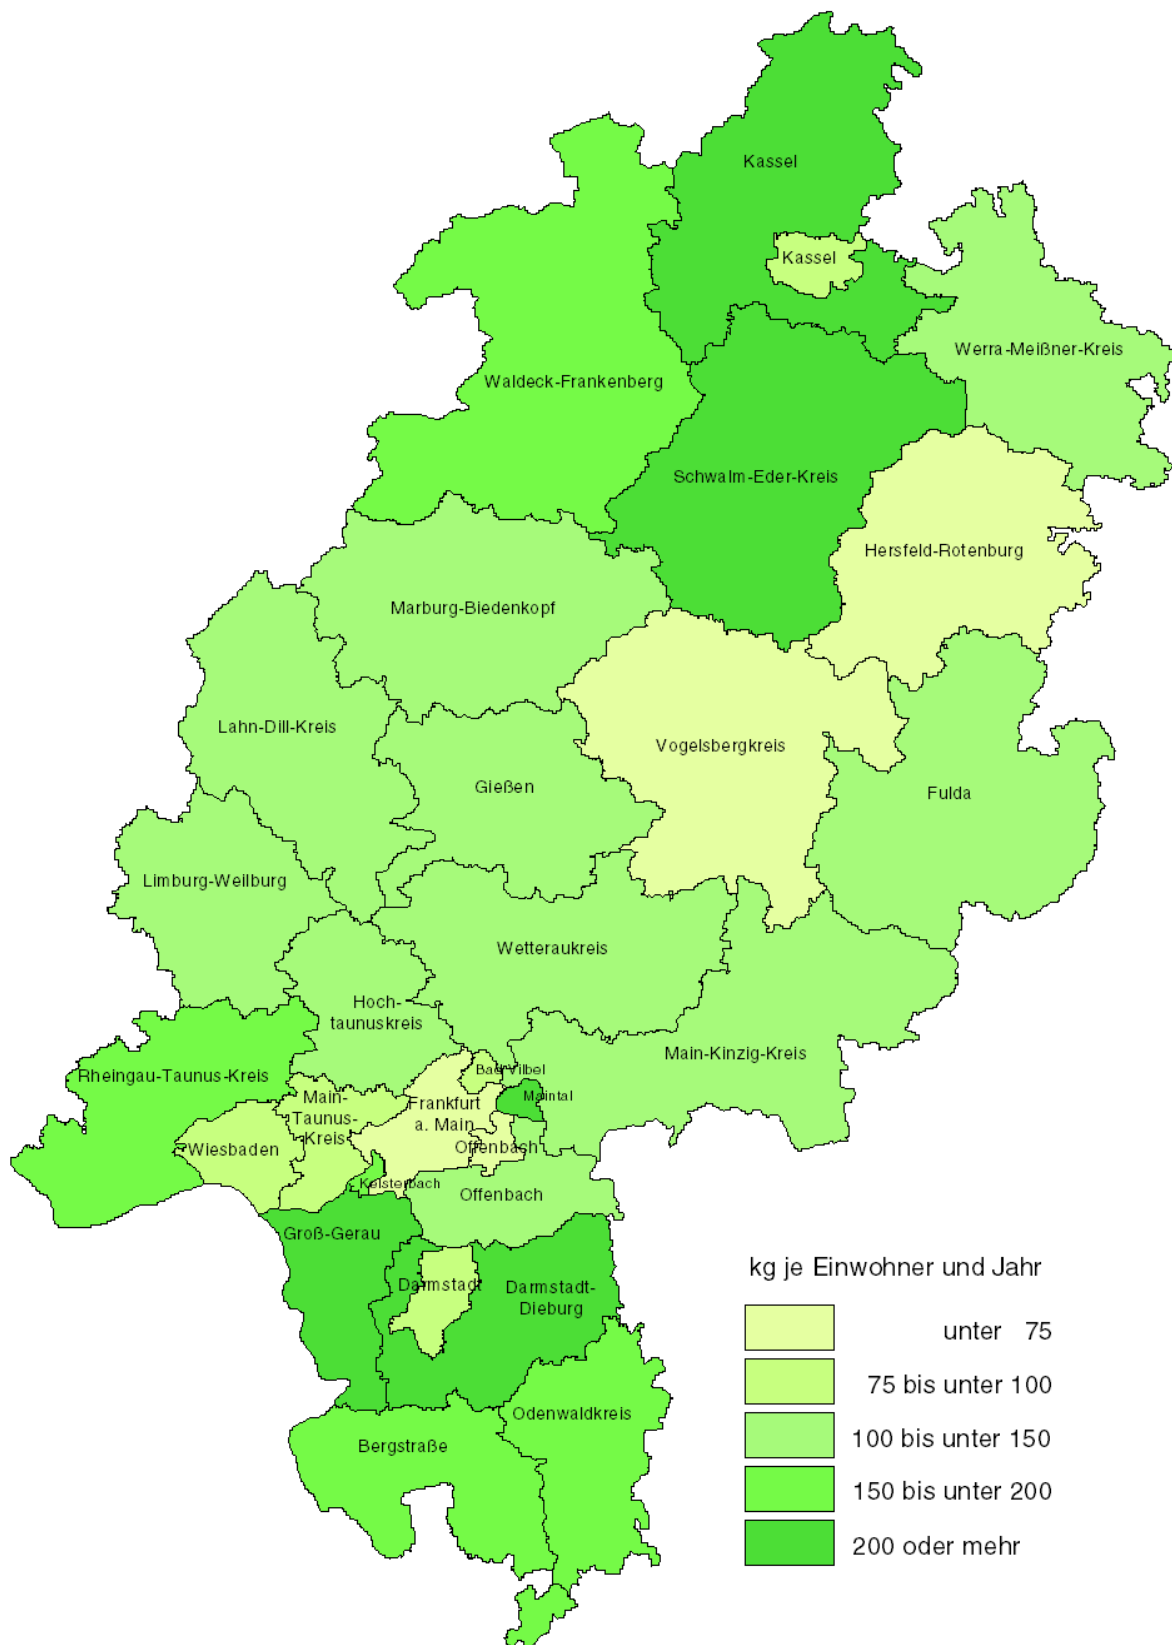 Kassel
Kassel
Werra-Meißner-Kreis
Waldeck-Frankenberg
Schwalm-Eder-Kreis
Hersfeld-Rotenburg
Marburg-Biedenkopf
Lahn-Dill-Kreis
Vogelsbergkreis
Gießen
Fulda
Limburg-Weilburg
Wetteraukreis
Hoch-
taunuskreis
Main-Kinzig-Kreis
Bad Vilbel
Rheingau-Taunus-Kreis
Main-
Taunus-
Kreis
Frankfurt
a. Main
Maintal
Wiesbaden
Offenbach
Kelsterbach
Offenbach
Groß-Gerau
Darmstadt
Darmstadt-
Dieburg
Odenwaldkreis
Bergstraße
kg je Einwohner und Jahr
unter 75
75 bis unter 100
100 bis unter 150
150 bis unter 200
200 oder mehr